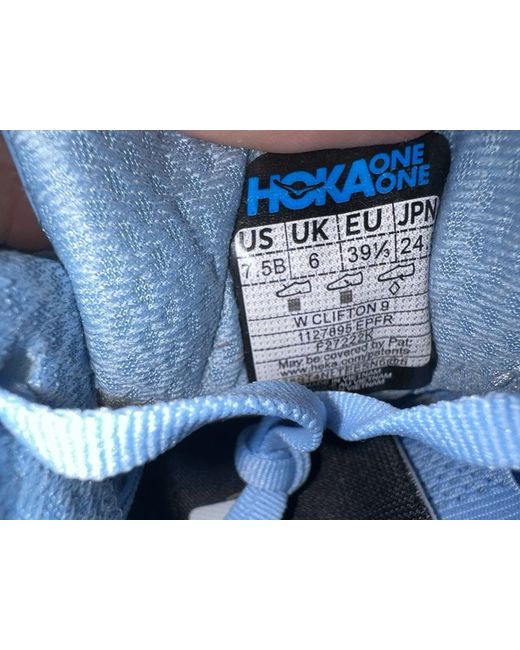 HOKA ONE ONE
US UK EU JPN
7.5B 6 39⅓ 24
W CLIFTON 9
1127895 EPFR
F27222R
May be covered by Pat:
www.hoka.com/patents